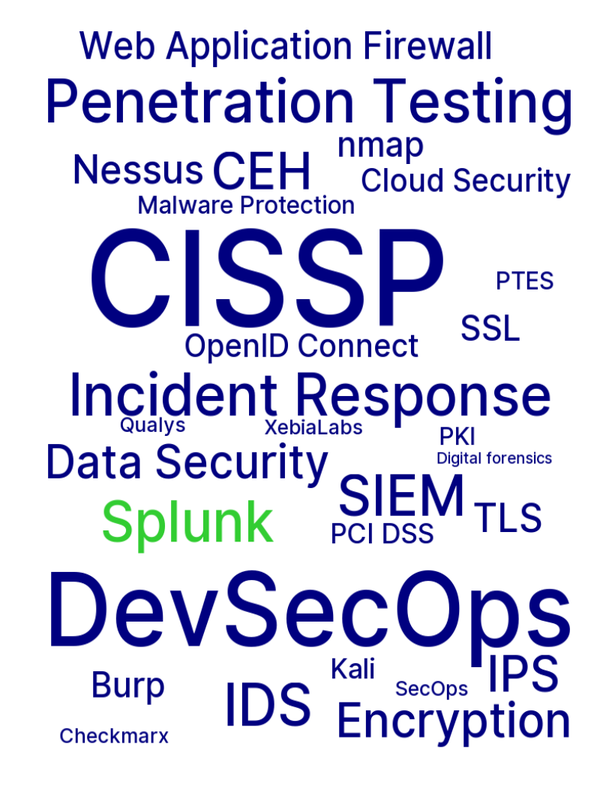 Web Application Firewall
Penetration Testing
nmap
Nessus CEH
Cloud Security
Malware Protection
CISSP
PTES
SSL
OpenID Connect
Incident Response
Qualys
XebiaLabs
PKI
Data Security
Digital forensics
SIEM
Splunk
TLS
PCI DSS
DevSecOps
Kali
IPS
Burp
SecOps
IDS
Encryption
Checkmarx